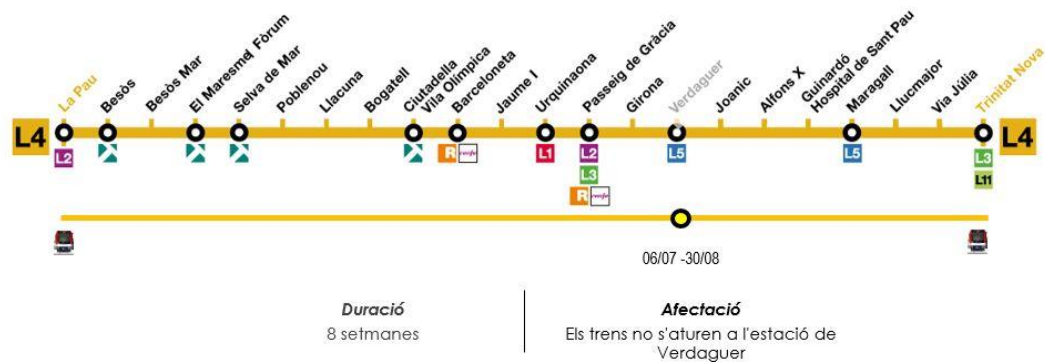 L4
La Pau
Besòs
Besòs Mar
El Maresme| Fòrum
Selva de Mar
Poblenou
Llacuna
Bogatell
Ciutadella
Vila Olímpica
Barceloneta
Jaume I
Urquinaona
Passeig de Gràcia
Girona
Verdaguer
Joanic
Alfons X
Guinardó
Hospital de Sant Pau
Maragall
Llucmajor
Via Júlia
Trinitat Nova
L4
L2
R renfe
L1
L2
L3
R renfe
L5
L5
L3
L11
06/07 -30/08
Duració
8 setmanes
Afectació
Els trens no s'aturen a l'estació de
Verdaguer